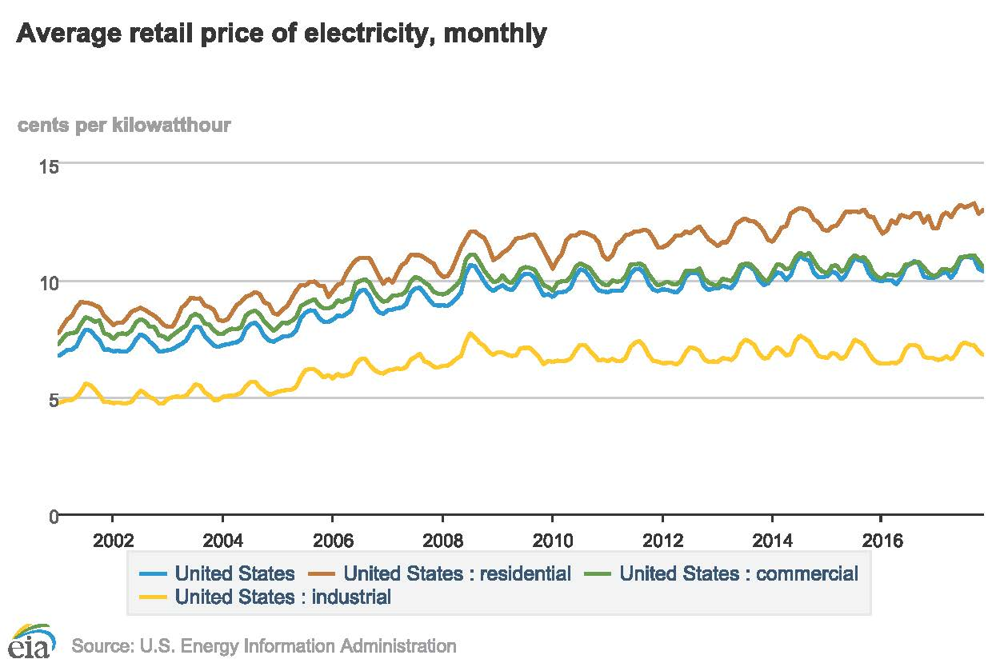 Average retail price of electricity, monthly
cents per kilowatthour
15
10
5
0
2002 2004 2006 2008 2010 2012 2014 2016
United States United States : residential United States : commercial
United States : industrial
eia Source: U.S. Energy Information Administration